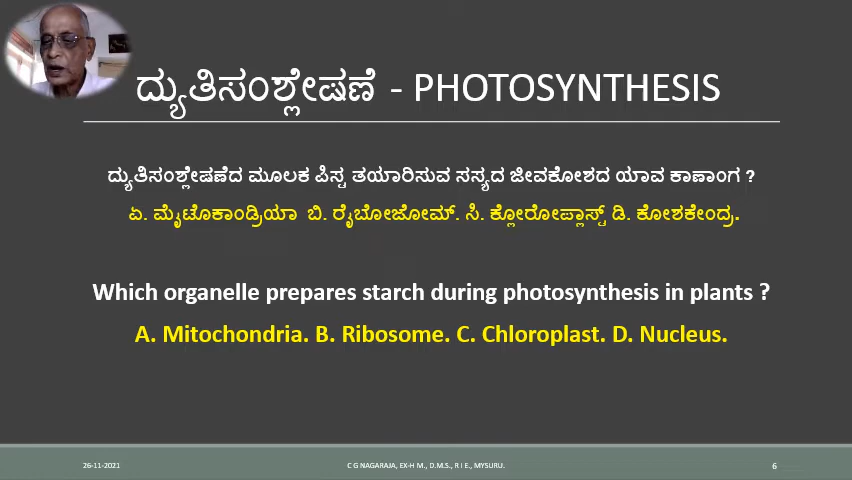 ದ್ಯುತಿಸಂಶ್ಲೇಷಣೆ - PHOTOSYNTHESIS
ದ್ಯುತಿಸಂಶ್ಲೇಷಣೆದ ಮೂಲಕ ಪಿಸ್ಟ ತಯಾರಿಸುವ ಸಸ್ಯದ ಜೀವಕೋಶದ ಯಾವ ಕಾಣಾಂಗ ?
ಏ. ಮೈಟೊಕಾಂಡ್ರಿಯಾ ಬಿ. ರೈಬೋಜೋಮ್. ಸಿ. ಕ್ಲೋರೋಪ್ಲಾಸ್ಟ್ ಡಿ. ಕೋಶಕೇಂದ್ರ.
Which organelle prepares starch during photosynthesis in plants ?
A. Mitochondria. B. Ribosome. C. Chloroplast. D. Nucleus.
26-11-2021 C G NAGARAJA, EX-H M., D.M.S., R I E., MYSURU. 6